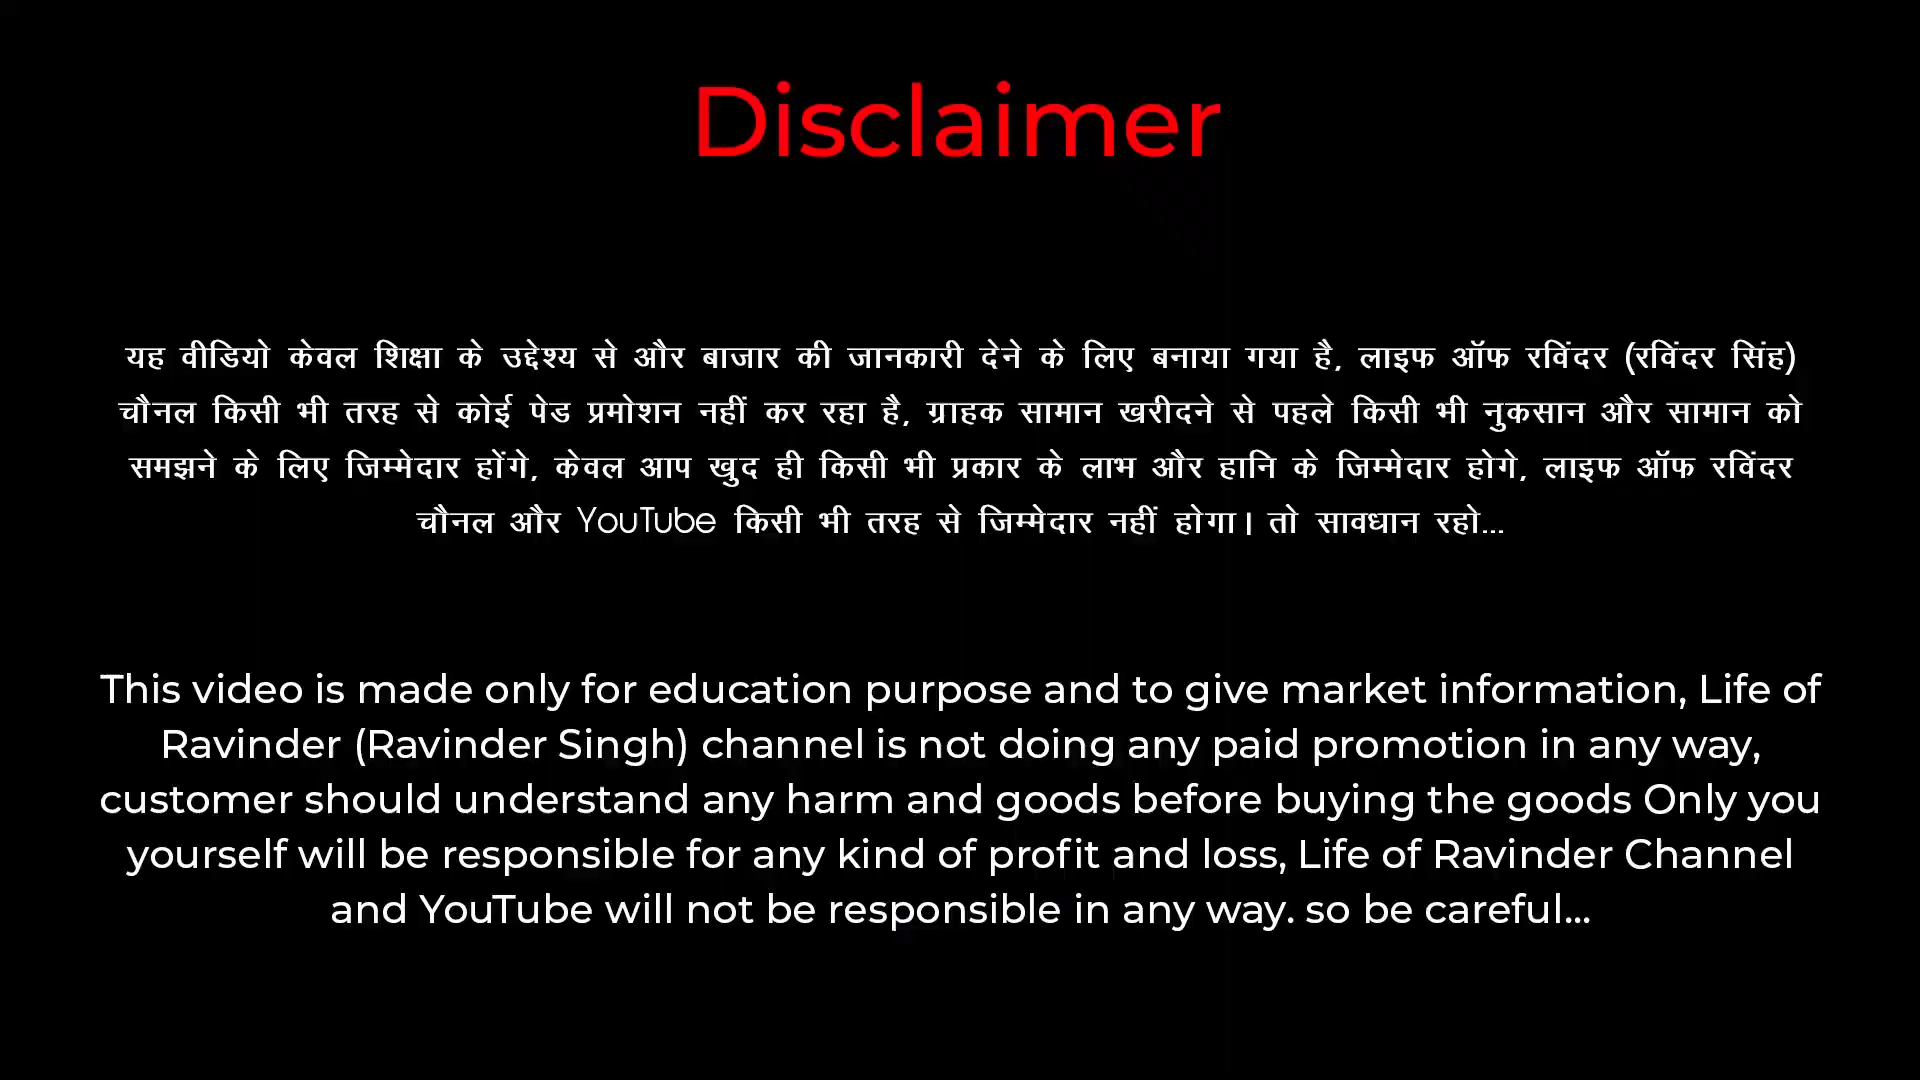 Disclaimer
यह वीडियो केवल शिक्षा के उद्देश्य से और बाजार की जानकारी देने के लिए बनाया गया है, लाइफ ऑफ रविंदर (रविंदर सिंह)
चौनल किसी भी तरह से कोई पेड प्रमोशन नहीं कर रहा है, ग्राहक सामान खरीदने से पहले किसी भी नुकसान और सामान को
समझने के लिए जिम्मेदार होंगे, केवल आप खुद ही किसी भी प्रकार के लाभ और हानि के जिम्मेदार होगे, लाइफ ऑफ रविंदर
चौनल और YouTube किसी भी तरह से जिम्मेदार नहीं होगा। तो सावधान रहो...
This video is made only for education purpose and to give market information, Life of
Ravinder (Ravinder Singh) channel is not doing any paid promotion in any way,
customer should understand any harm and goods before buying the goods Only you
yourself will be responsible for any kind of profit and loss, Life of Ravinder Channel
and YouTube will not be responsible in any way. so be careful...